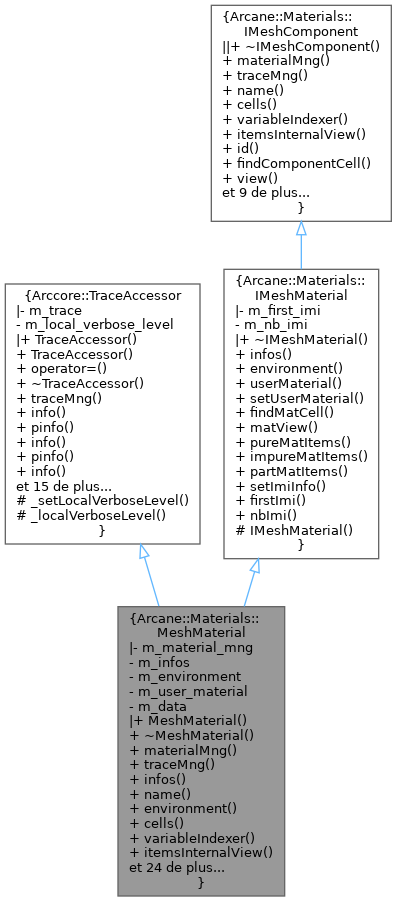 {Arcane::Materials::
IMeshComponent
||+ ~IMeshComponent()
+ materialMng()
+ traceMng()
+ name()
+ cells()
+ variableIndexer()
+ itemsInternalView()
+ id()
+ findComponentCell()
+ view()
et 9 de plus...
}
{Arccore::TraceAccessor
|- m_trace
- m_local_verbose_level
|+ TraceAccessor()
+ TraceAccessor()
+ operator=()
+ ~TraceAccessor()
+ traceMng()
+ info()
+ pinfo()
+ info()
+ pinfo()
+ info()
et 15 de plus...
# _setLocalVerboseLevel()
# _localVerboseLevel()
}
{Arcane::Materials::
IMeshMaterial
|- m_first_imi
- m_nb_imi
|+ ~IMeshMaterial()
+ infos()
+ environment()
+ userMaterial()
+ setUserMaterial()
+ findMatCell()
+ matView()
+ pureMatItems()
+ impureMatItems()
+ partMatItems()
+ setImiInfo()
+ firstImi()
+ nbImi()
# IMeshMaterial()
}
{Arcane::Materials::
MeshMaterial
|- m_material_mng
- m_infos
- m_environment
- m_user_material
- m_data
|+ MeshMaterial()
+ ~MeshMaterial()
+ materialMng()
+ traceMng()
+ infos()
+ name()
+ environment()
+ cells()
+ variableIndexer()
+ itemsInternalView()
et 24 de plus...
}